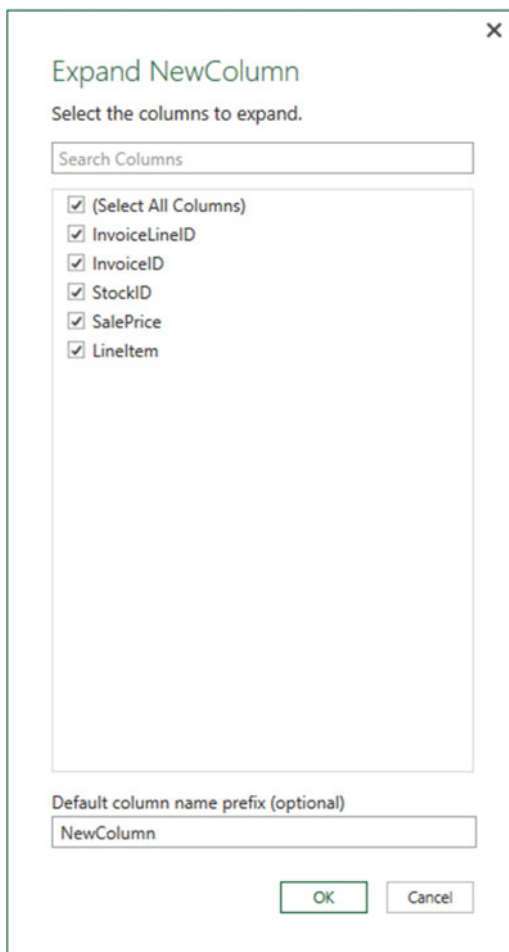 Expand NewColumn
Select the columns to expand.
Search Columns
(Select All Columns)
InvoiceLineID
InvoiceID
StockID
SalePrice
LineItem
Default column name prefix (optional)
NewColumn
OK
Cancel